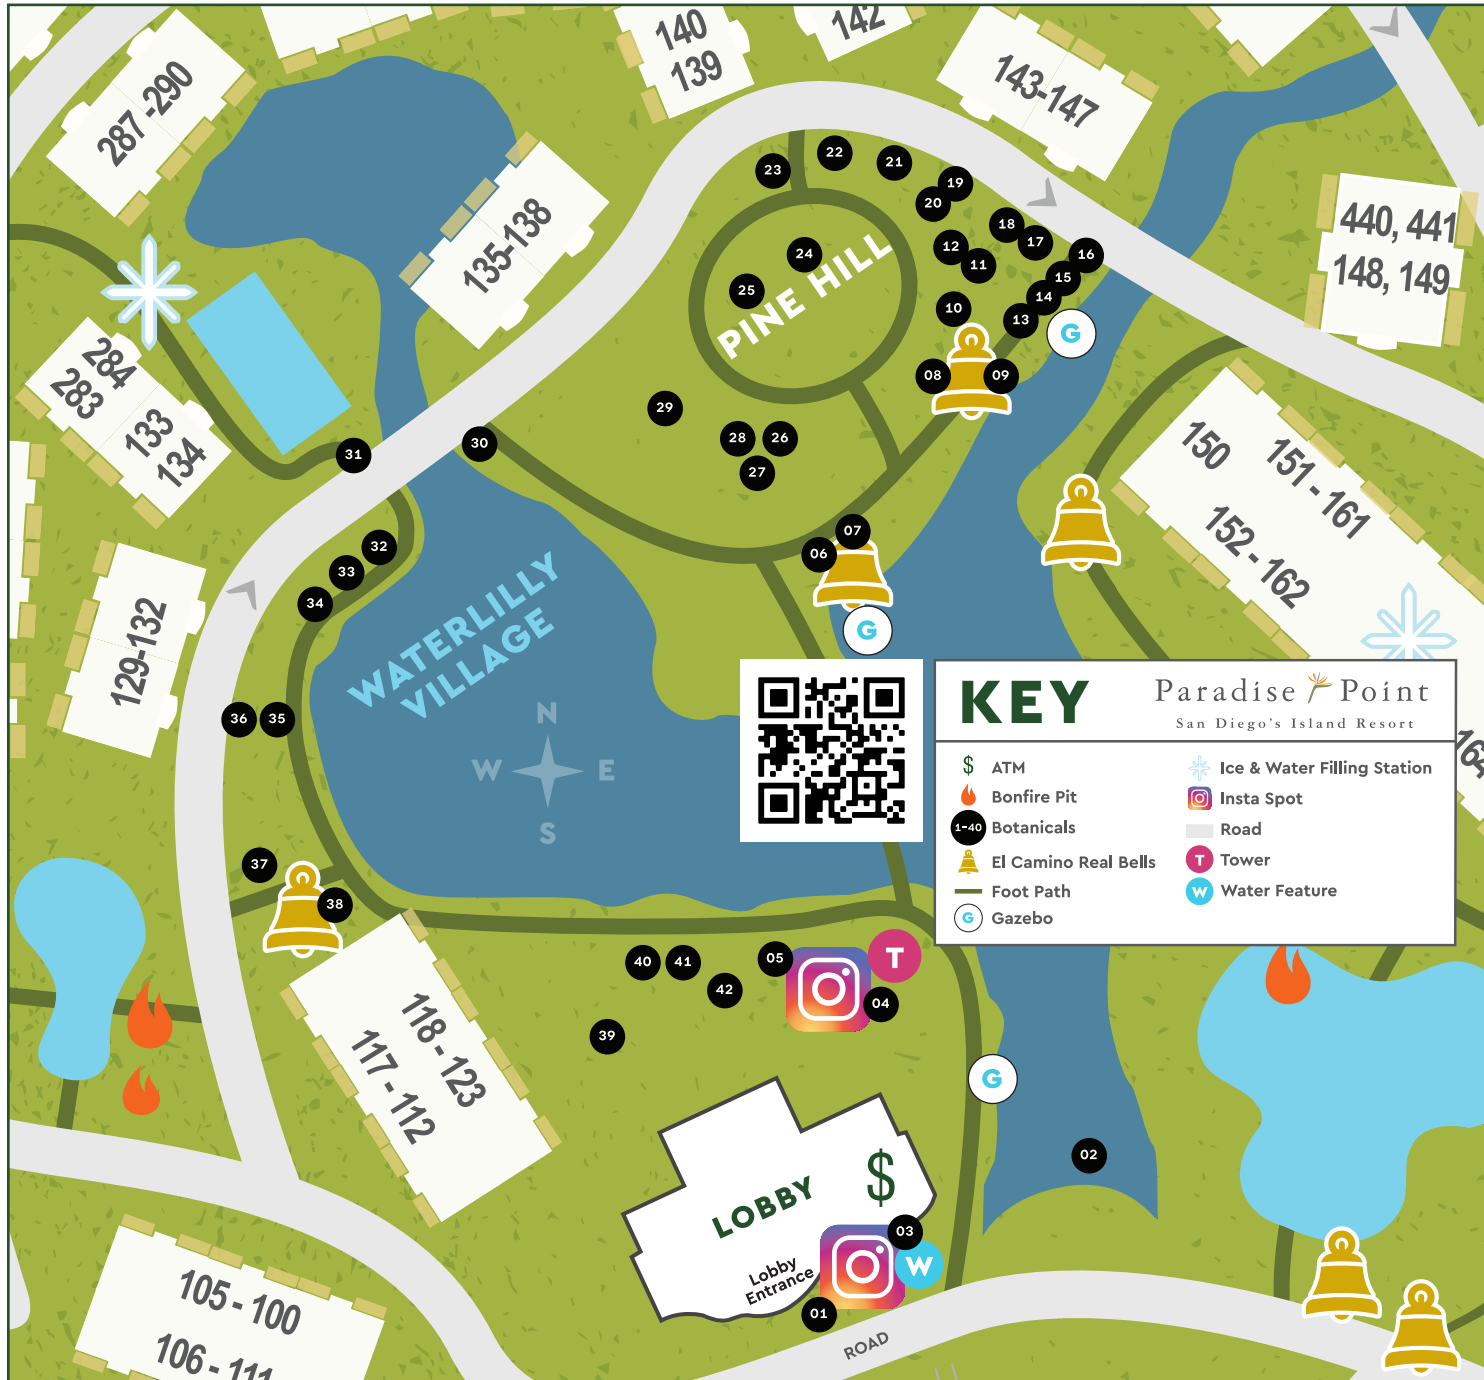 140
139
142
143-147
287 -290
135-138
440, 441
148, 149
22
23
21
19
20
18
17
16
12
11
15
14
13
10
24
25
PINE HILL
G
08
09
284
283
133
134
29
28
26
27
30
31
150
151 - 161
152 - 162
07
06
G
32
33
34
129-132
WATERLILLY
VILLAGE
36
35
N
W
E
S
KEY
Paradise Point
San Diego's Island Resort
$ ATM
Bonfire Pit
1-40 Botanicals
El Camino Real Bells
Foot Path
G Gazebo
Ice & Water Filling Station
Insta Spot
Road
T Tower
W Water Feature
164
37
38
118 - 123
117 - 112
40
41
42
05
T
04
39
G
02
LOBBY
$
03
W
Lobby
Entrance
01
ROAD
105 - 100
106 - 111